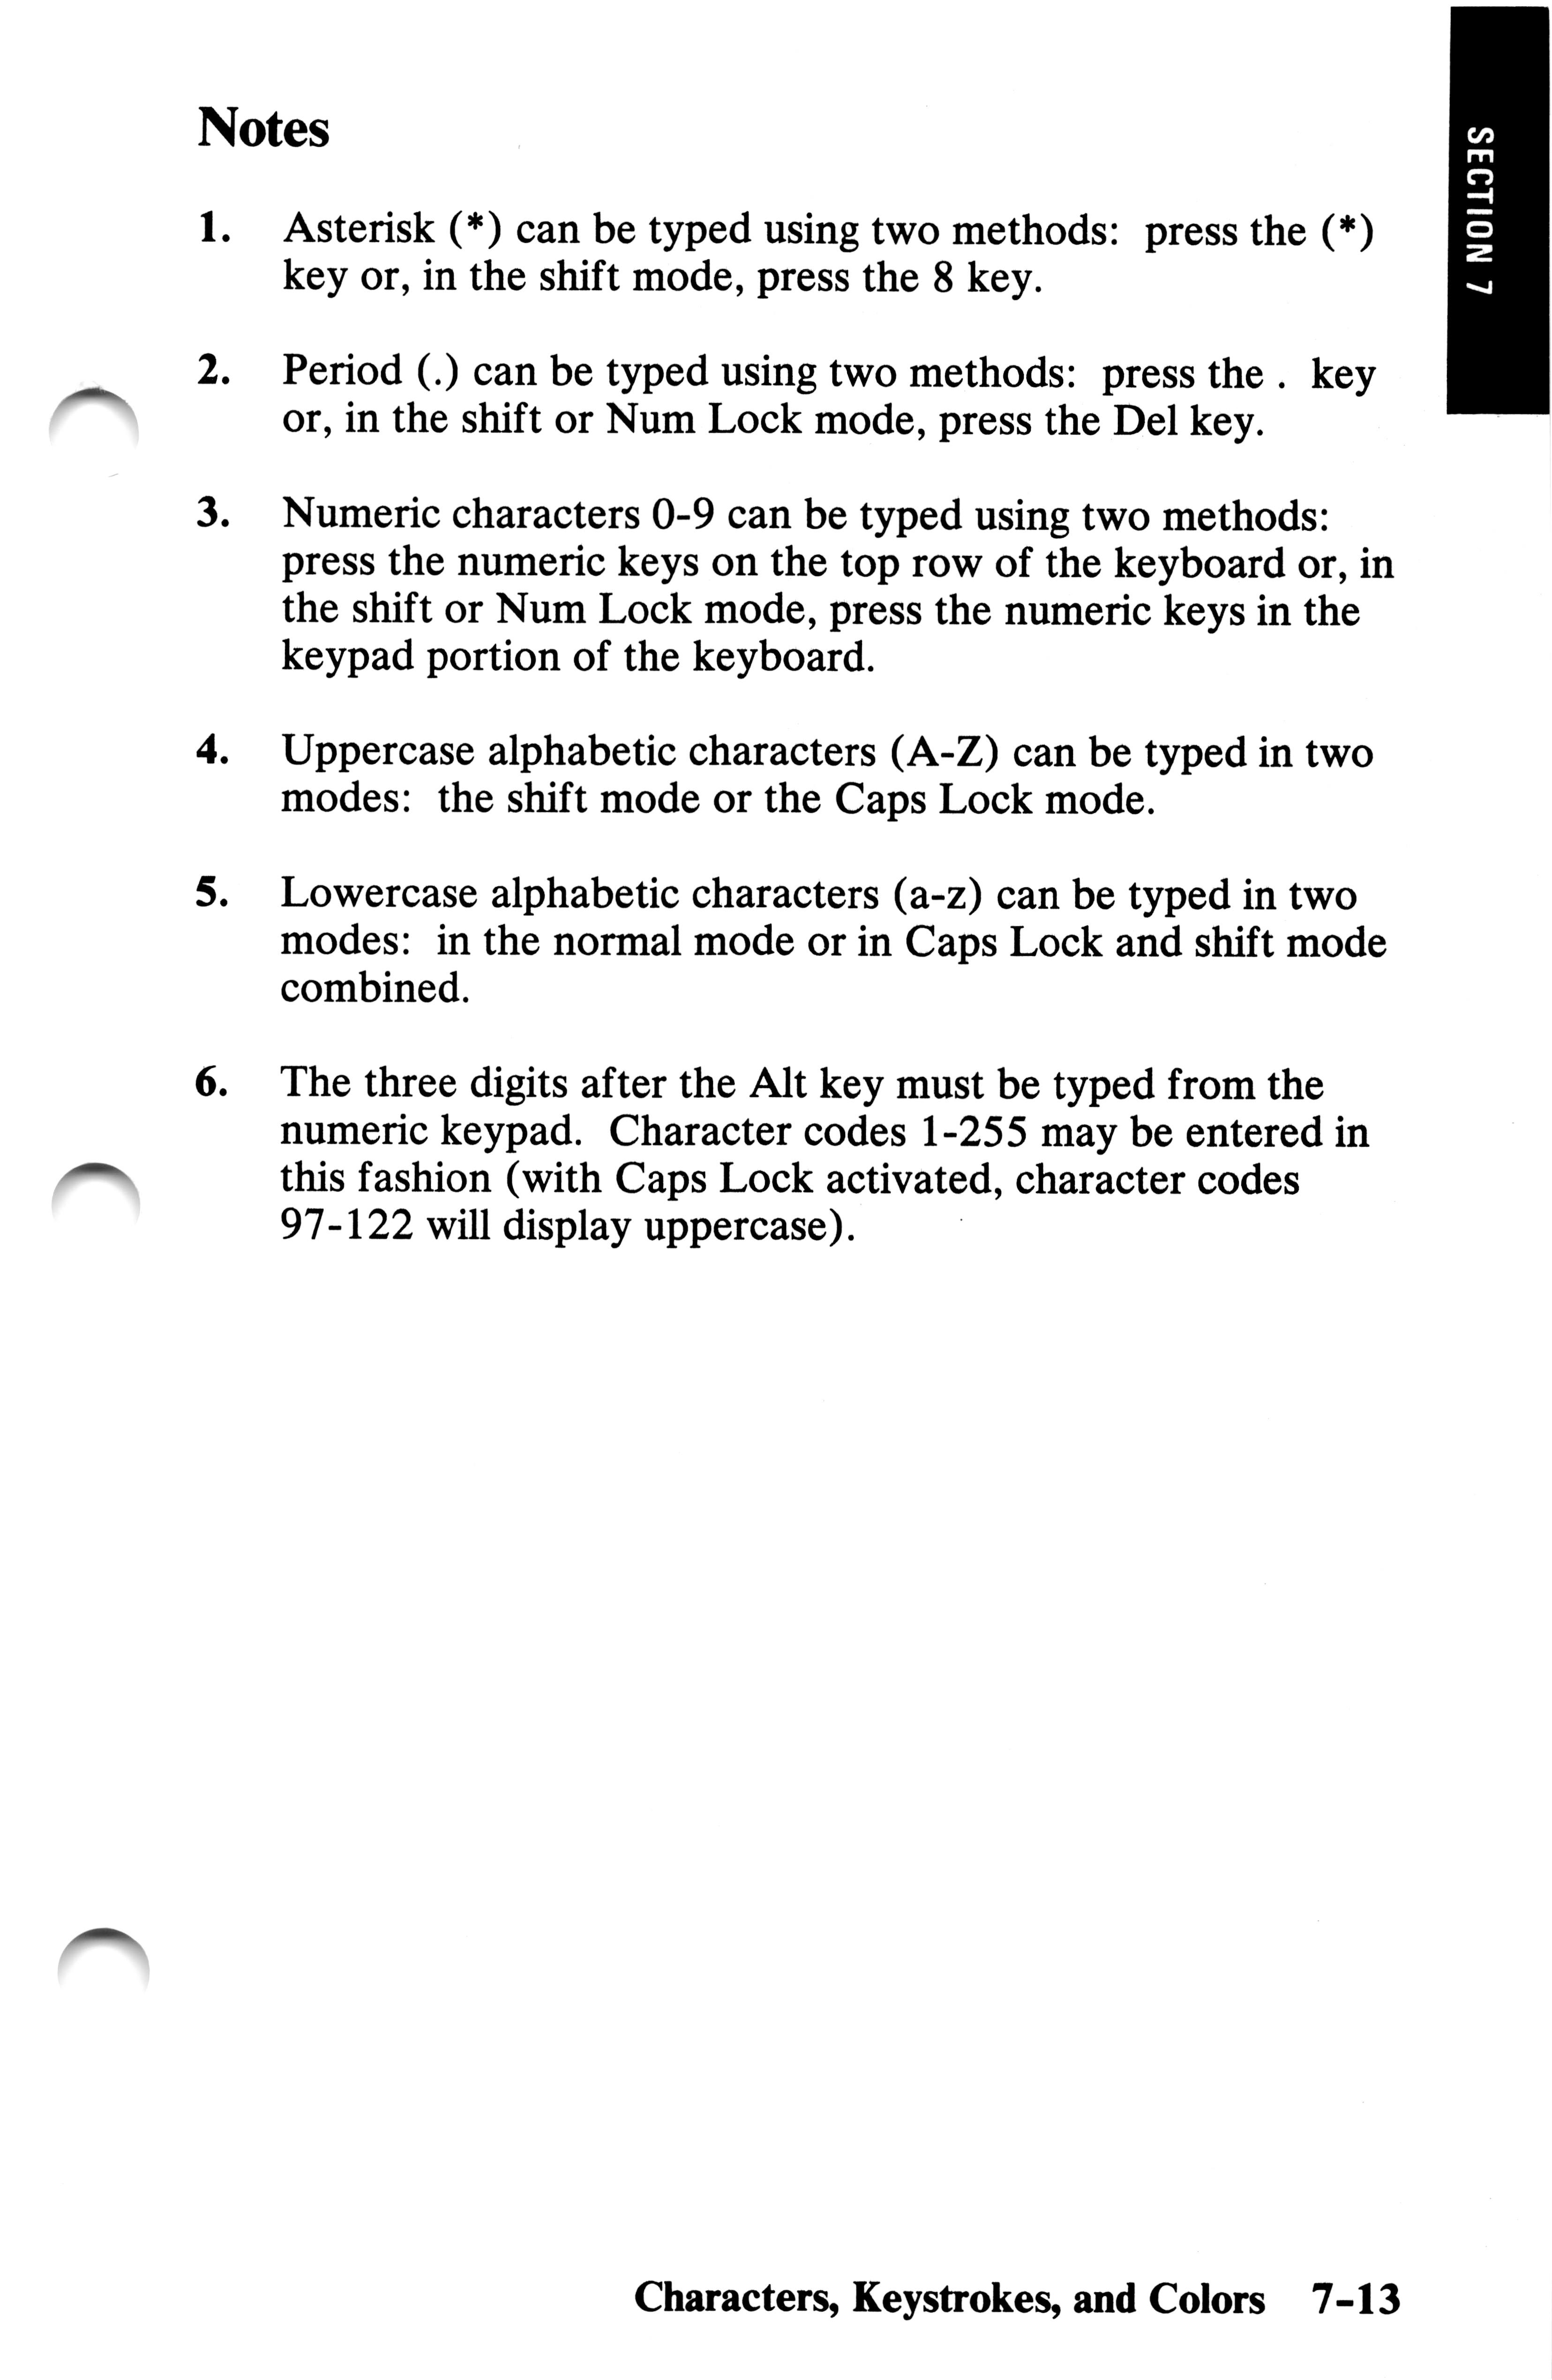 SECTION 7
Notes
1. Asterisk (*) can be typed using two methods: press the (*)
key or, in the shift mode, press the 8 key.
2. Period (.) can be typed using two methods: press the . key
or, in the shift or Num Lock mode, press the Del key.
3. Numeric characters 0-9 can be typed using two methods:
press the numeric keys on the top row of the keyboard or, in
the shift or Num Lock mode, press the numeric keys in the
keypad portion of the keyboard.
4. Uppercase alphabetic characters (A-Z) can be typed in two
modes: the shift mode or the Caps Lock mode.
5. Lowercase alphabetic characters (a-z) can be typed in two
modes: in the normal mode or in Caps Lock and shift mode
combined.
6. The three digits after the Alt key must be typed from the
numeric keypad. Character codes 1-255 may be entered in
this fashion (with Caps Lock activated, character codes
97-122 will display uppercase).
Characters, Keystrokes, and Colors 7-13